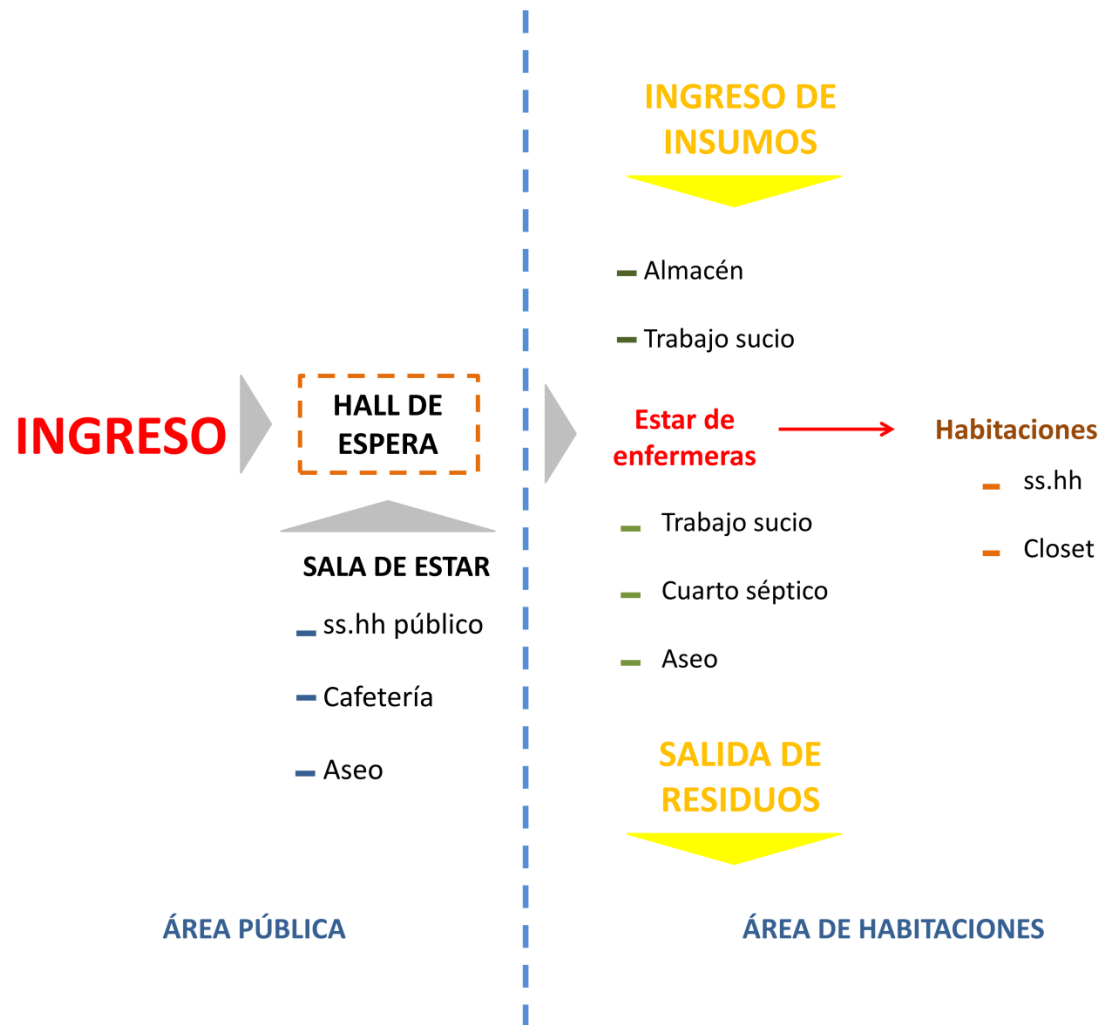 INGRESO
HALL DE
ESPERA
SALA DE ESTAR
ss.hh público
Cafetería
Aseo
ÁREA PÚBLICA
INGRESO DE
INSUMOS
Almacén
Trabajo sucio
Estar de
enfermeras
Habitaciones
ss.hh
Closet
Trabajo sucio
Cuarto séptico
Aseo
SALIDA DE
RESIDUOS
ÁREA DE HABITACIONES